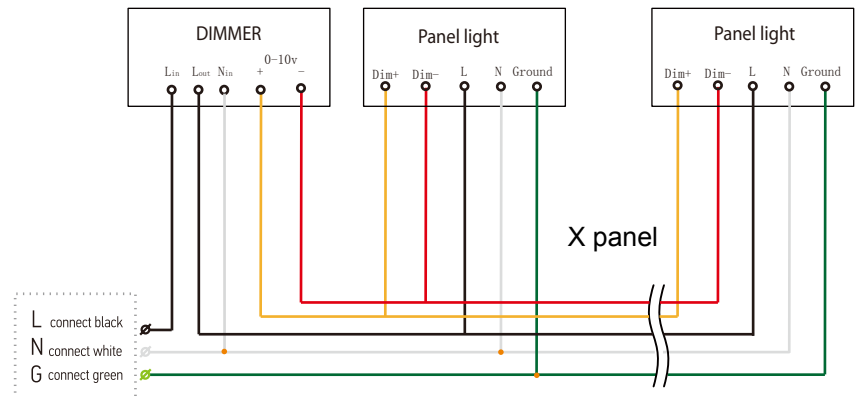 DIMMER
Panel light
Panel light
0-10v
Lin Lout Nin + -
Dim+ Dim- L N Ground
Dim+ Dim- L N Ground
X panel
L connect black
N connect white
G connect green